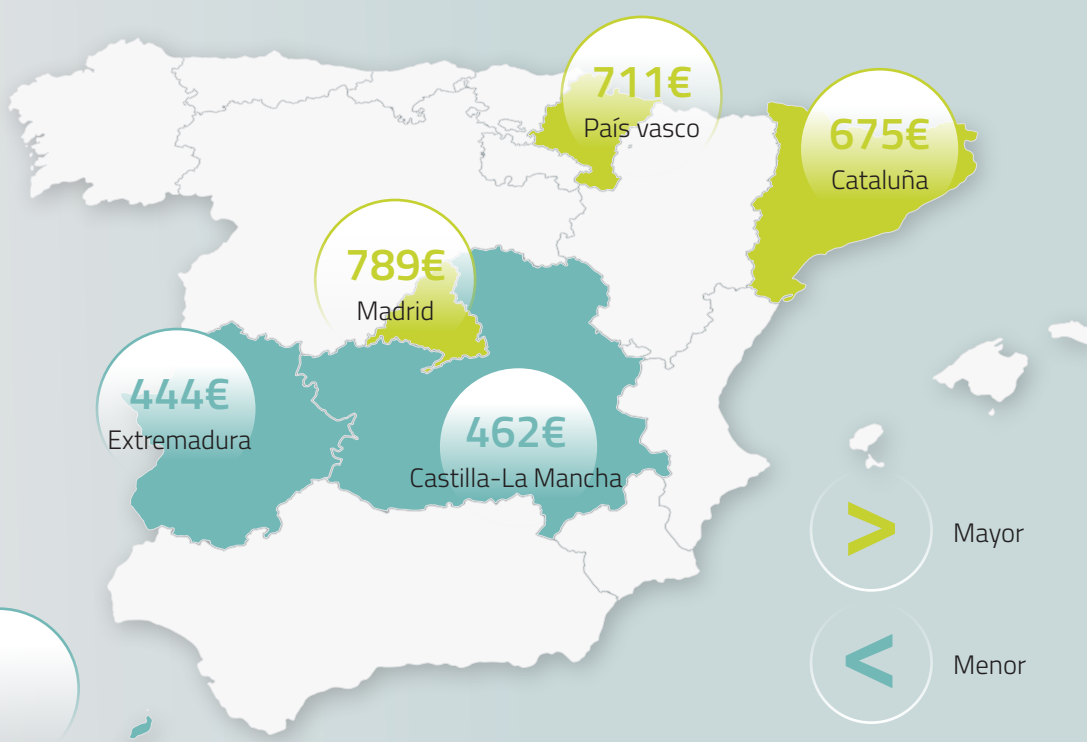 711€
País vasco
675€
Cataluña
789€
Madrid
444€
Extremadura
462€
Castilla-La Mancha
>
Mayor
<
Menor